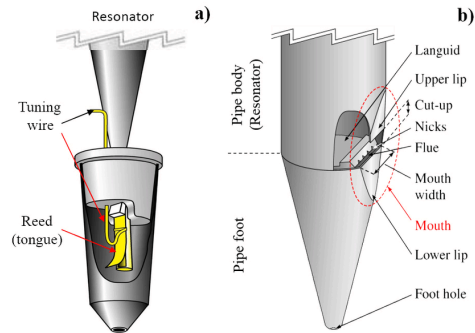 Resonator
a)
Tuning
wire
Reed
(tongue)
b)
Pipe body
(Resonator)
Pipe foot
Languid
Upper lip
Cut-up
Nicks
Flue
Mouth
width
Mouth
Lower lip
Foot hole